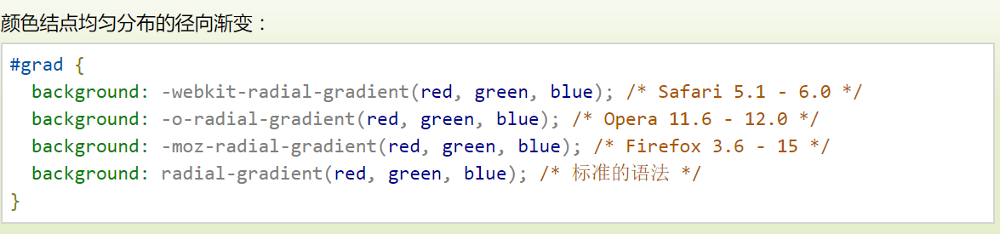 颜色结点均匀分布的径向渐变：
#grad {
  background: -webkit-radial-gradient(red, green, blue); /* Safari 5.1 - 6.0 */
  background: -o-radial-gradient(red, green, blue); /* Opera 11.6 - 12.0 */
  background: -moz-radial-gradient(red, green, blue); /* Firefox 3.6 - 15 */
  background: radial-gradient(red, green, blue); /* 标准的语法 */
}